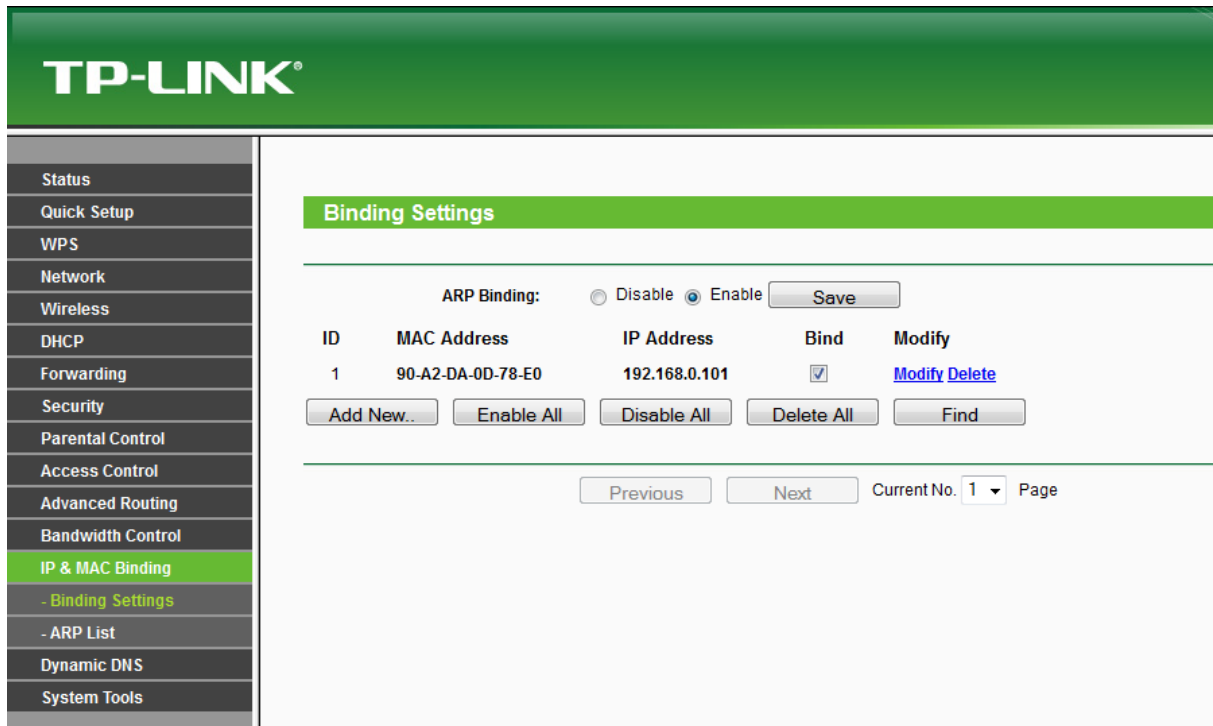 TP-LINK®
Status
Quick Setup
WPS
Network
Wireless
DHCP
Forwarding
Security
Parental Control
Access Control
Advanced Routing
Bandwidth Control
IP & MAC Binding
- Binding Settings
- ARP List
Dynamic DNS
System Tools
Binding Settings
ARP Binding: Disable Enable Save
ID MAC Address IP Address Bind Modify
1 90-A2-DA-0D-78-E0 192.168.0.101 Modify Delete
Add New.. Enable All Disable All Delete All Find
Previous Next Current No. 1 Page